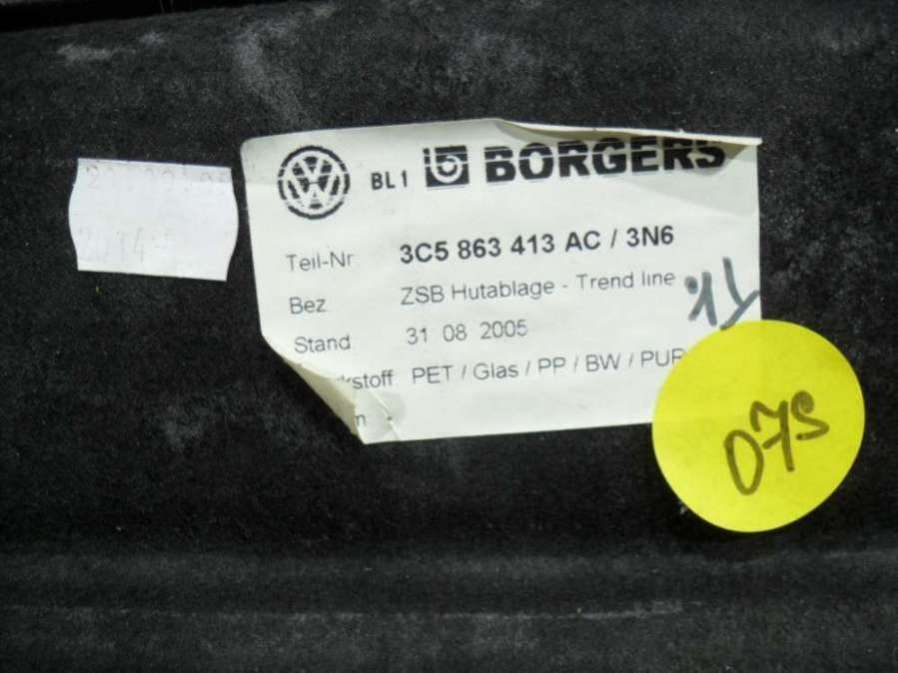 BL1 BORGERS
Teil-Nr 3C5 863 413 AC / 3N6
Bez. ZSB Hutablage - Trend line
Stand 31 08 2005
kstoff PET / Glas / PP / BW / PUR
075